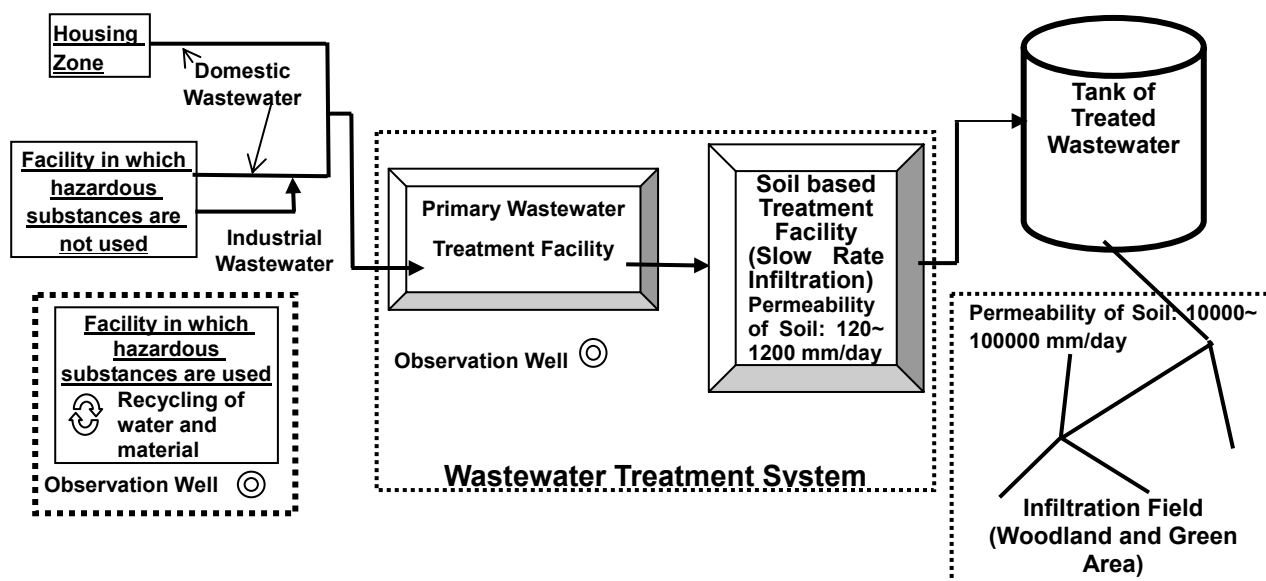 Housing
Zone
Domestic
Wastewater
Facility in which
hazardous
substances are
not used
Industrial
Wastewater
Facility in which
hazardous
substances are used
Recycling of
water and
material
Observation Well
Primary Wastewater
Treatment Facility
Observation Well
Soil based
Treatment
Facility
(Slow Rate
Infiltration)
Permeability
of Soil: 120~
1200 mm/day
Wastewater Treatment System
Tank of
Treated
Wastewater
Permeability of Soil: 10000~
100000 mm/day
Infiltration Field
(Woodland and Green
Area)